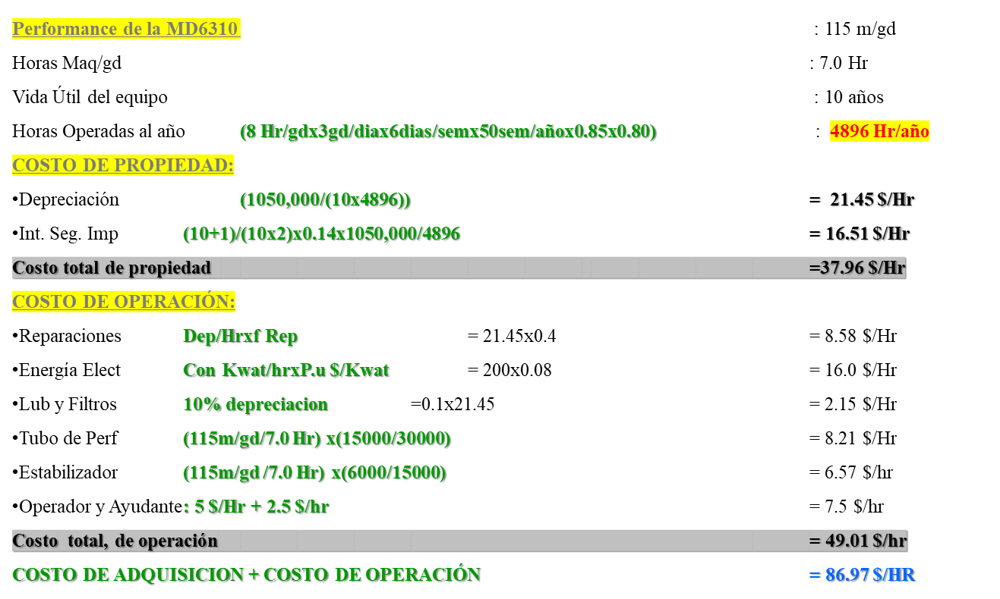 Performance de la MD6310 : 115 m/gd
Horas Maq/gd : 7.0 Hr
Vida Útil del equipo : 10 años
Horas Operadas al año (8 Hr/gdx3gd/diax6dias/semx50sem/añox0.85x0.80) : 4896 Hr/año
COSTO DE PROPIEDAD:
•Depreciación (1050,000/(10x4896)) = 21.45 $/Hr
•Int. Seg. Imp (10+1)/(10x2)x0.14x1050,000/4896 = 16.51 $/Hr
Costo total de propiedad =37.96 $/Hr
COSTO DE OPERACIÓN:
•Reparaciones Dep/Hrxf Rep = 21.45x0.4 = 8.58 $/Hr
•Energía Elect Con Kwat/hrxP.u $/Kwat = 200x0.08 = 16.0 $/Hr
•Lub y Filtros 10% depreciacion =0.1x21.45 = 2.15 $/Hr
•Tubo de Perf (115m/gd/7.0 Hr) x(15000/30000) = 8.21 $/Hr
•Estabilizador (115m/gd /7.0 Hr) x(6000/15000) = 6.57 $/hr
•Operador y Ayudante: 5 $/Hr + 2.5 $/hr = 7.5 $/hr
Costo total, de operación = 49.01 $/hr
COSTO DE ADQUISICION + COSTO DE OPERACIÓN = 86.97 $/HR